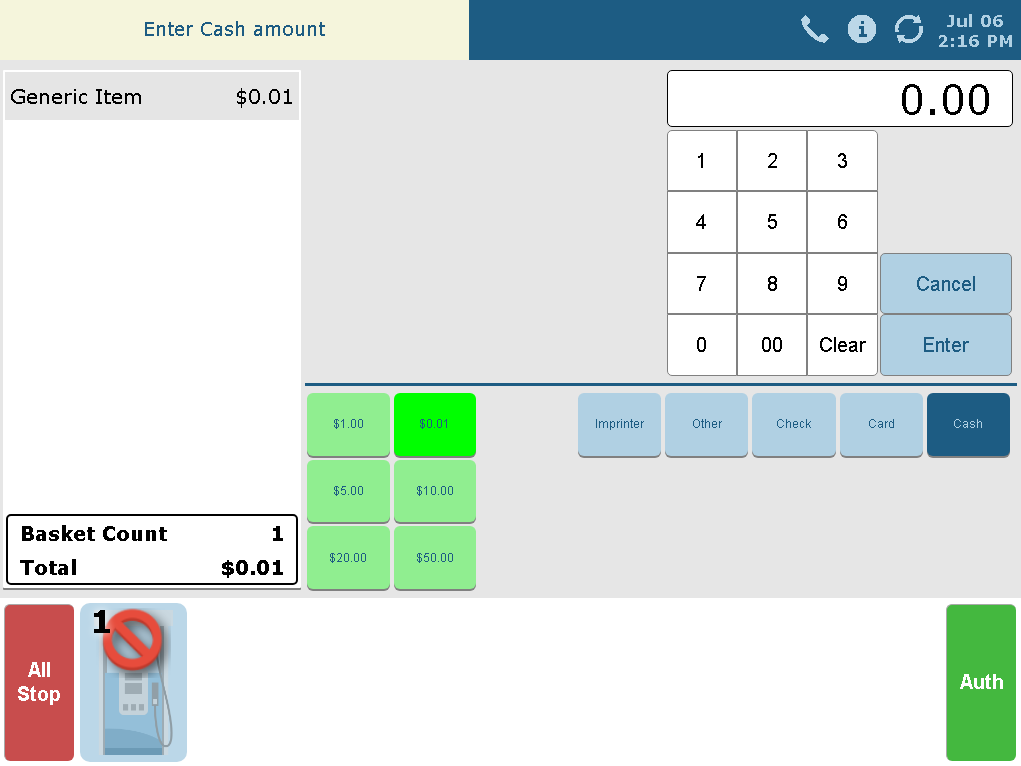 Enter Cash amount
Jul 06
2:16 PM
Generic Item $0.01
0.00
1 2 3
4 5 6
7 8 9 Cancel
0 00 Clear Enter
$1.00 $0.01 Imprinter Other Check Card Cash
$5.00 $10.00
$20.00 $50.00
Basket Count 1
Total $0.01
All
Stop
1
Auth